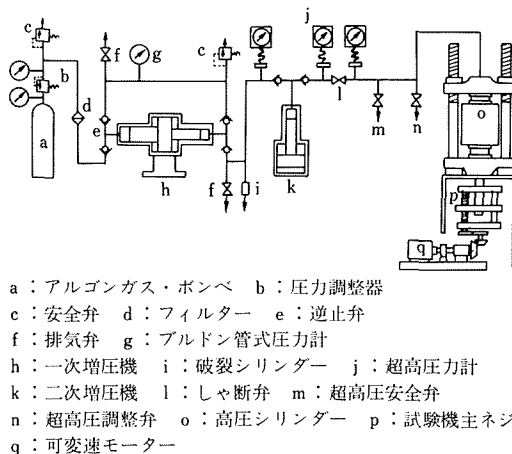 c
b
a
d
e
f
g
h
c
f
i
j
k
l
m
n
o
p
q
a：アルゴンガス・ボンベ b：圧力調整器
c：安全弁 d：フィルター e：逆止弁
f：排気弁 g：ブルドン管式圧力計
h：一次増圧機 i：破裂シリンダー j：超高圧力計
k：二次増圧機 l：しゃ断弁 m：超高圧安全弁
n：超高圧調整弁 o：高圧シリンダー p：試験機主ネジ
q：可変速モーター